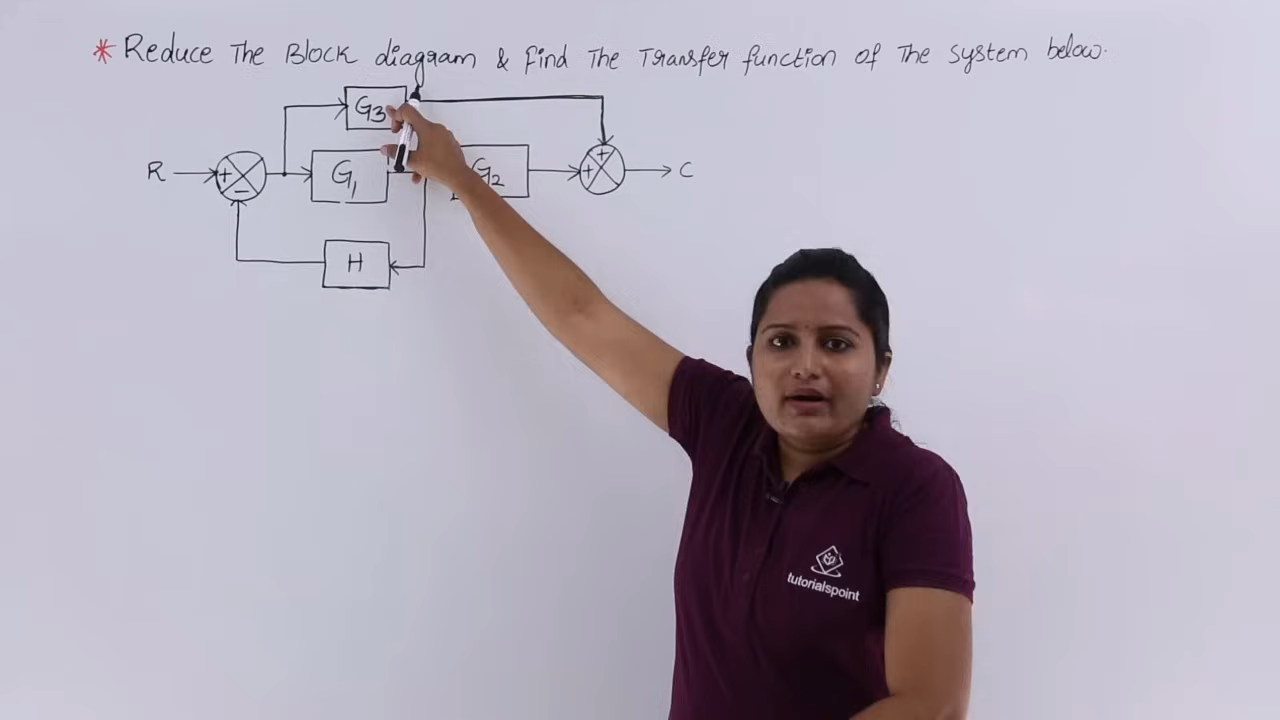 * Reduce The Block diagram & find The Transfer function of The system below.
G3
R + G1 G2 + + C
-
H
tutorialspoint